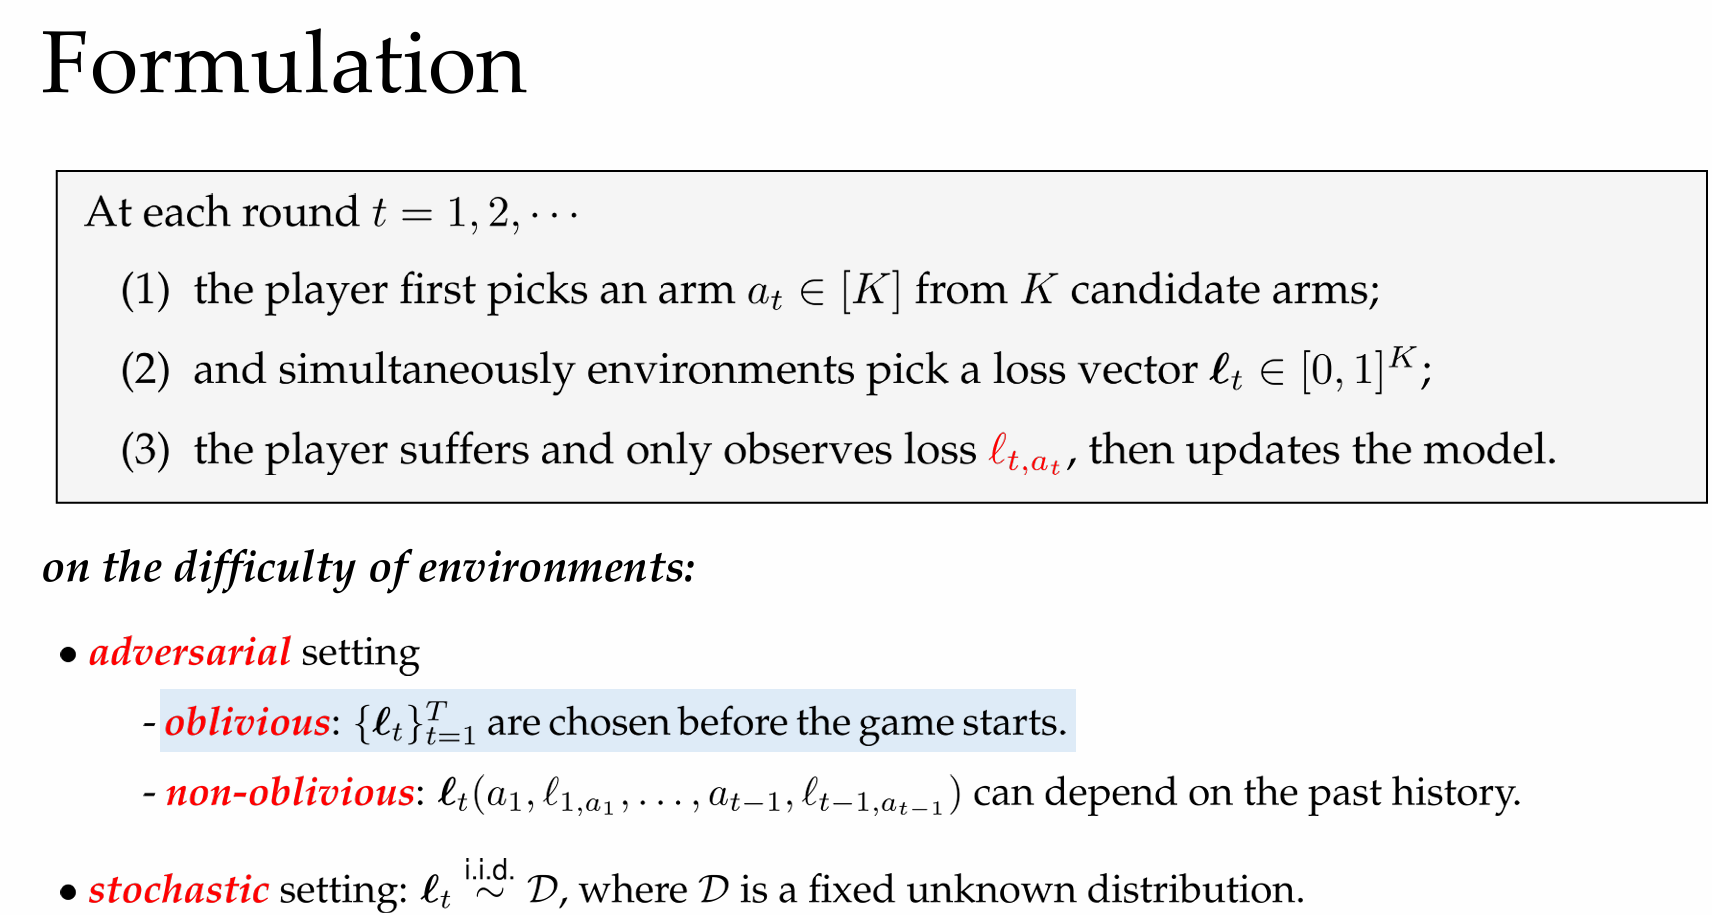 Formulation
At each round $t = 1, 2, \cdots$
(1) the player first picks an arm $a_t \in [K]$ from $K$ candidate arms;
(2) and simultaneously environments pick a loss vector $\boldsymbol{\ell}_t \in [0, 1]^K$;
(3) the player suffers and only observes loss $\ell_{t,a_t}$, then updates the model.
on the difficulty of environments:
• adversarial setting
- oblivious: $\{\boldsymbol{\ell}_t\}_{t=1}^T$ are chosen before the game starts.
- non-oblivious: $\boldsymbol{\ell}_t(a_1, \ell_{1,a_1}, \ldots, a_{t-1}, \ell_{t-1,a_{t-1}})$ can depend on the past history.
• stochastic setting: $\boldsymbol{\ell}_t \overset{\text{i.i.d.}}{\sim} \mathcal{D}$, where $\mathcal{D}$ is a fixed unknown distribution.